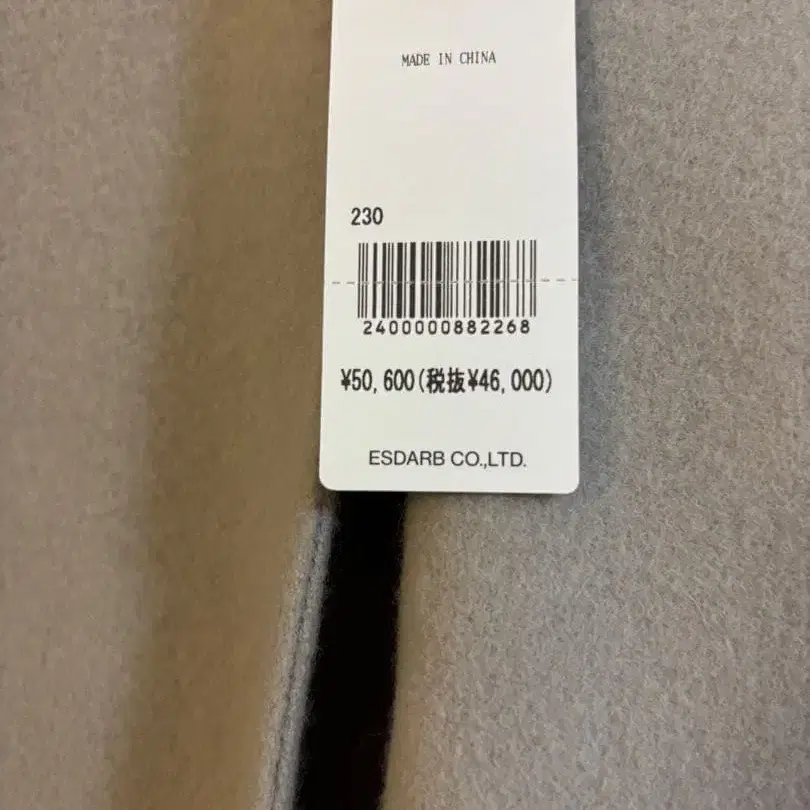 MADE IN CHINA
230
2400000882268
¥50,600(税抜¥46,000)
ESDARB CO.,LTD.